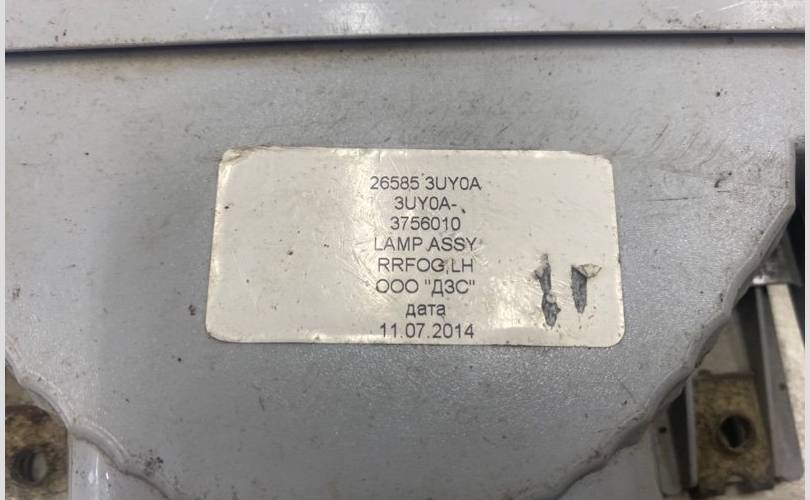 26585 3UY0A
3UY0A-
3756010
LAMP ASSY
RRFOG,LH
ООО "ДЗС"
дата
11.07.2014